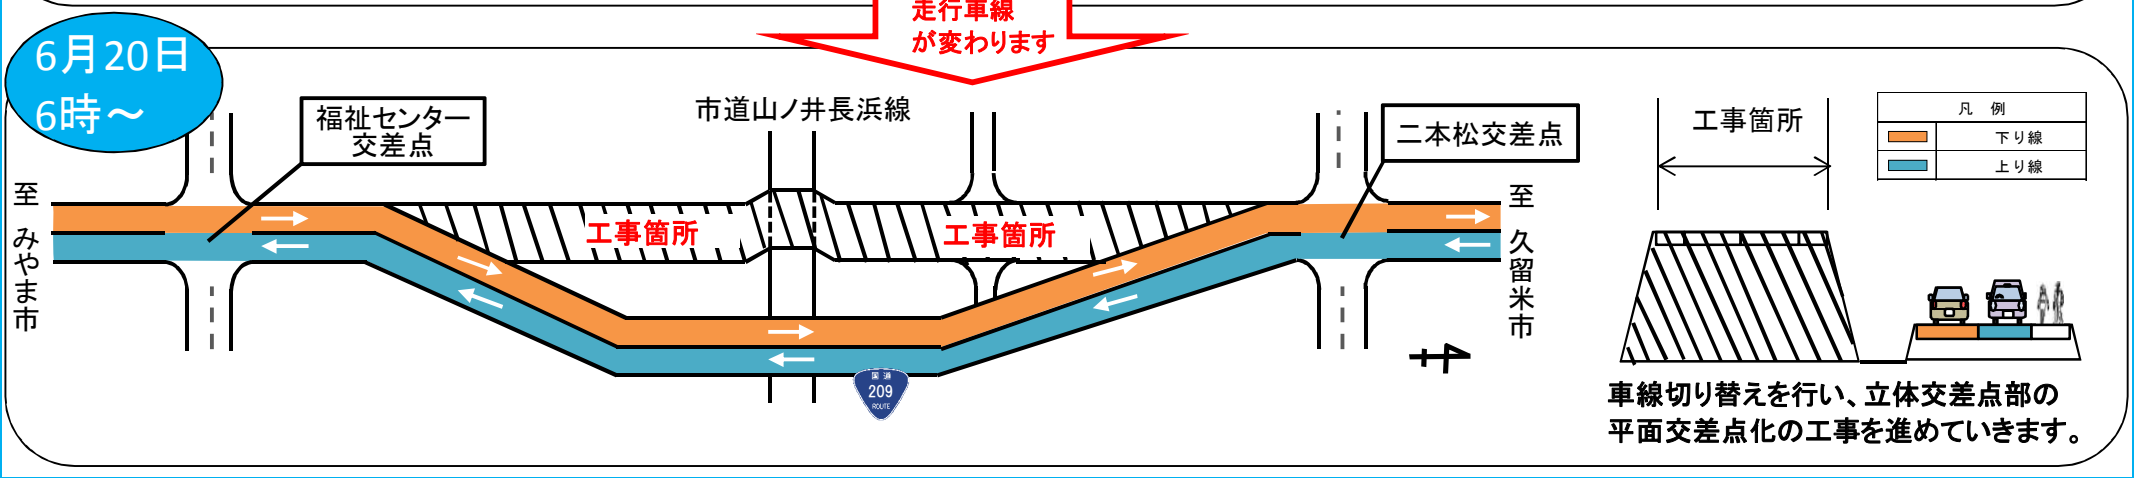 走行車線
が変わります
6月20日
6時～
福祉センター
交差点
市道山ノ井長浜線
二本松交差点
工事箇所
凡 例
下り線
上り線
至 みやま市
工事箇所
工事箇所
至 久留米市
国道
209
ROUTE
車線切り替えを行い、立体交差点部の
平面交差点化の工事を進めていきます。